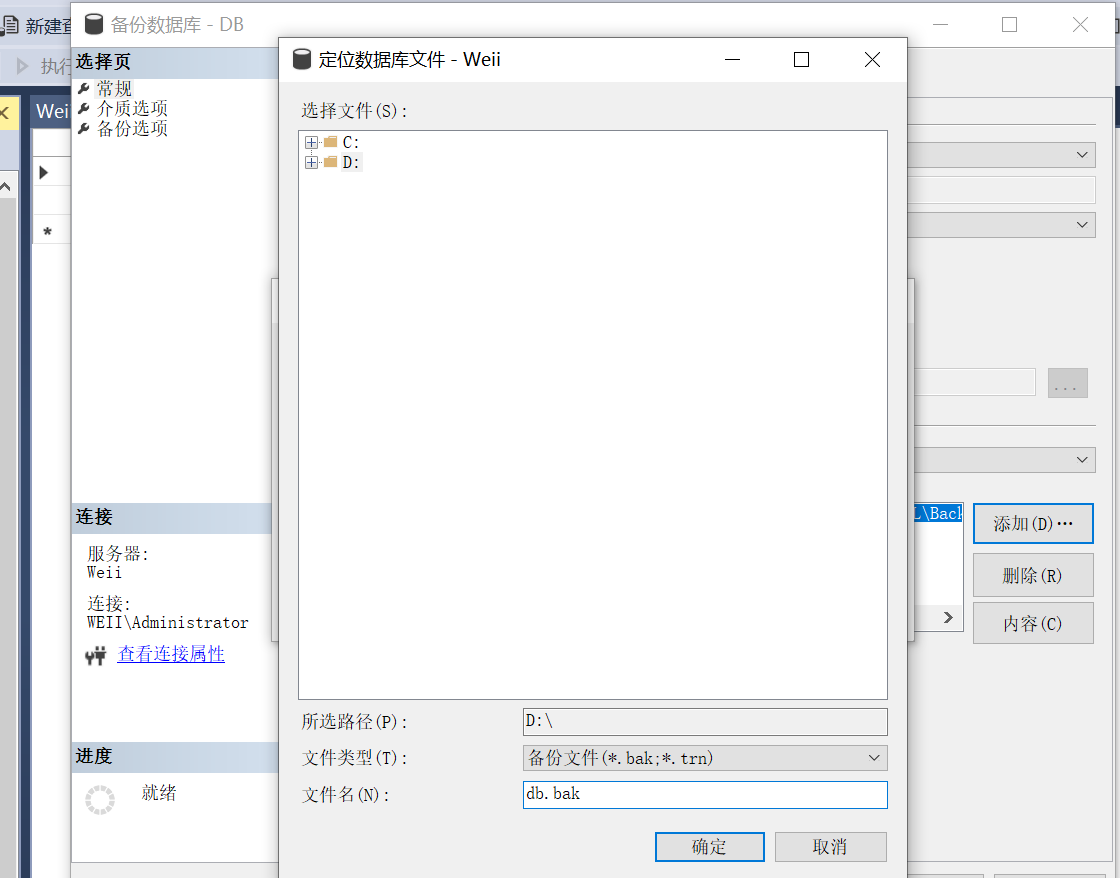 新建查
备份数据库 - DB
执行
Weii
选择页
常规
介质选项
备份选项
定位数据库文件 - Weii
选择文件(S):
C:
D:
连接
服务器:
Weii
连接:
WEII\Administrator
查看连接属性
进度
就绪
...
L\Back
添加(D)…
删除(R)
内容(C)
所选路径(P):
D:\
文件类型(T):
备份文件(*.bak;*.trn)
文件名(N):
db.bak
确定
取消